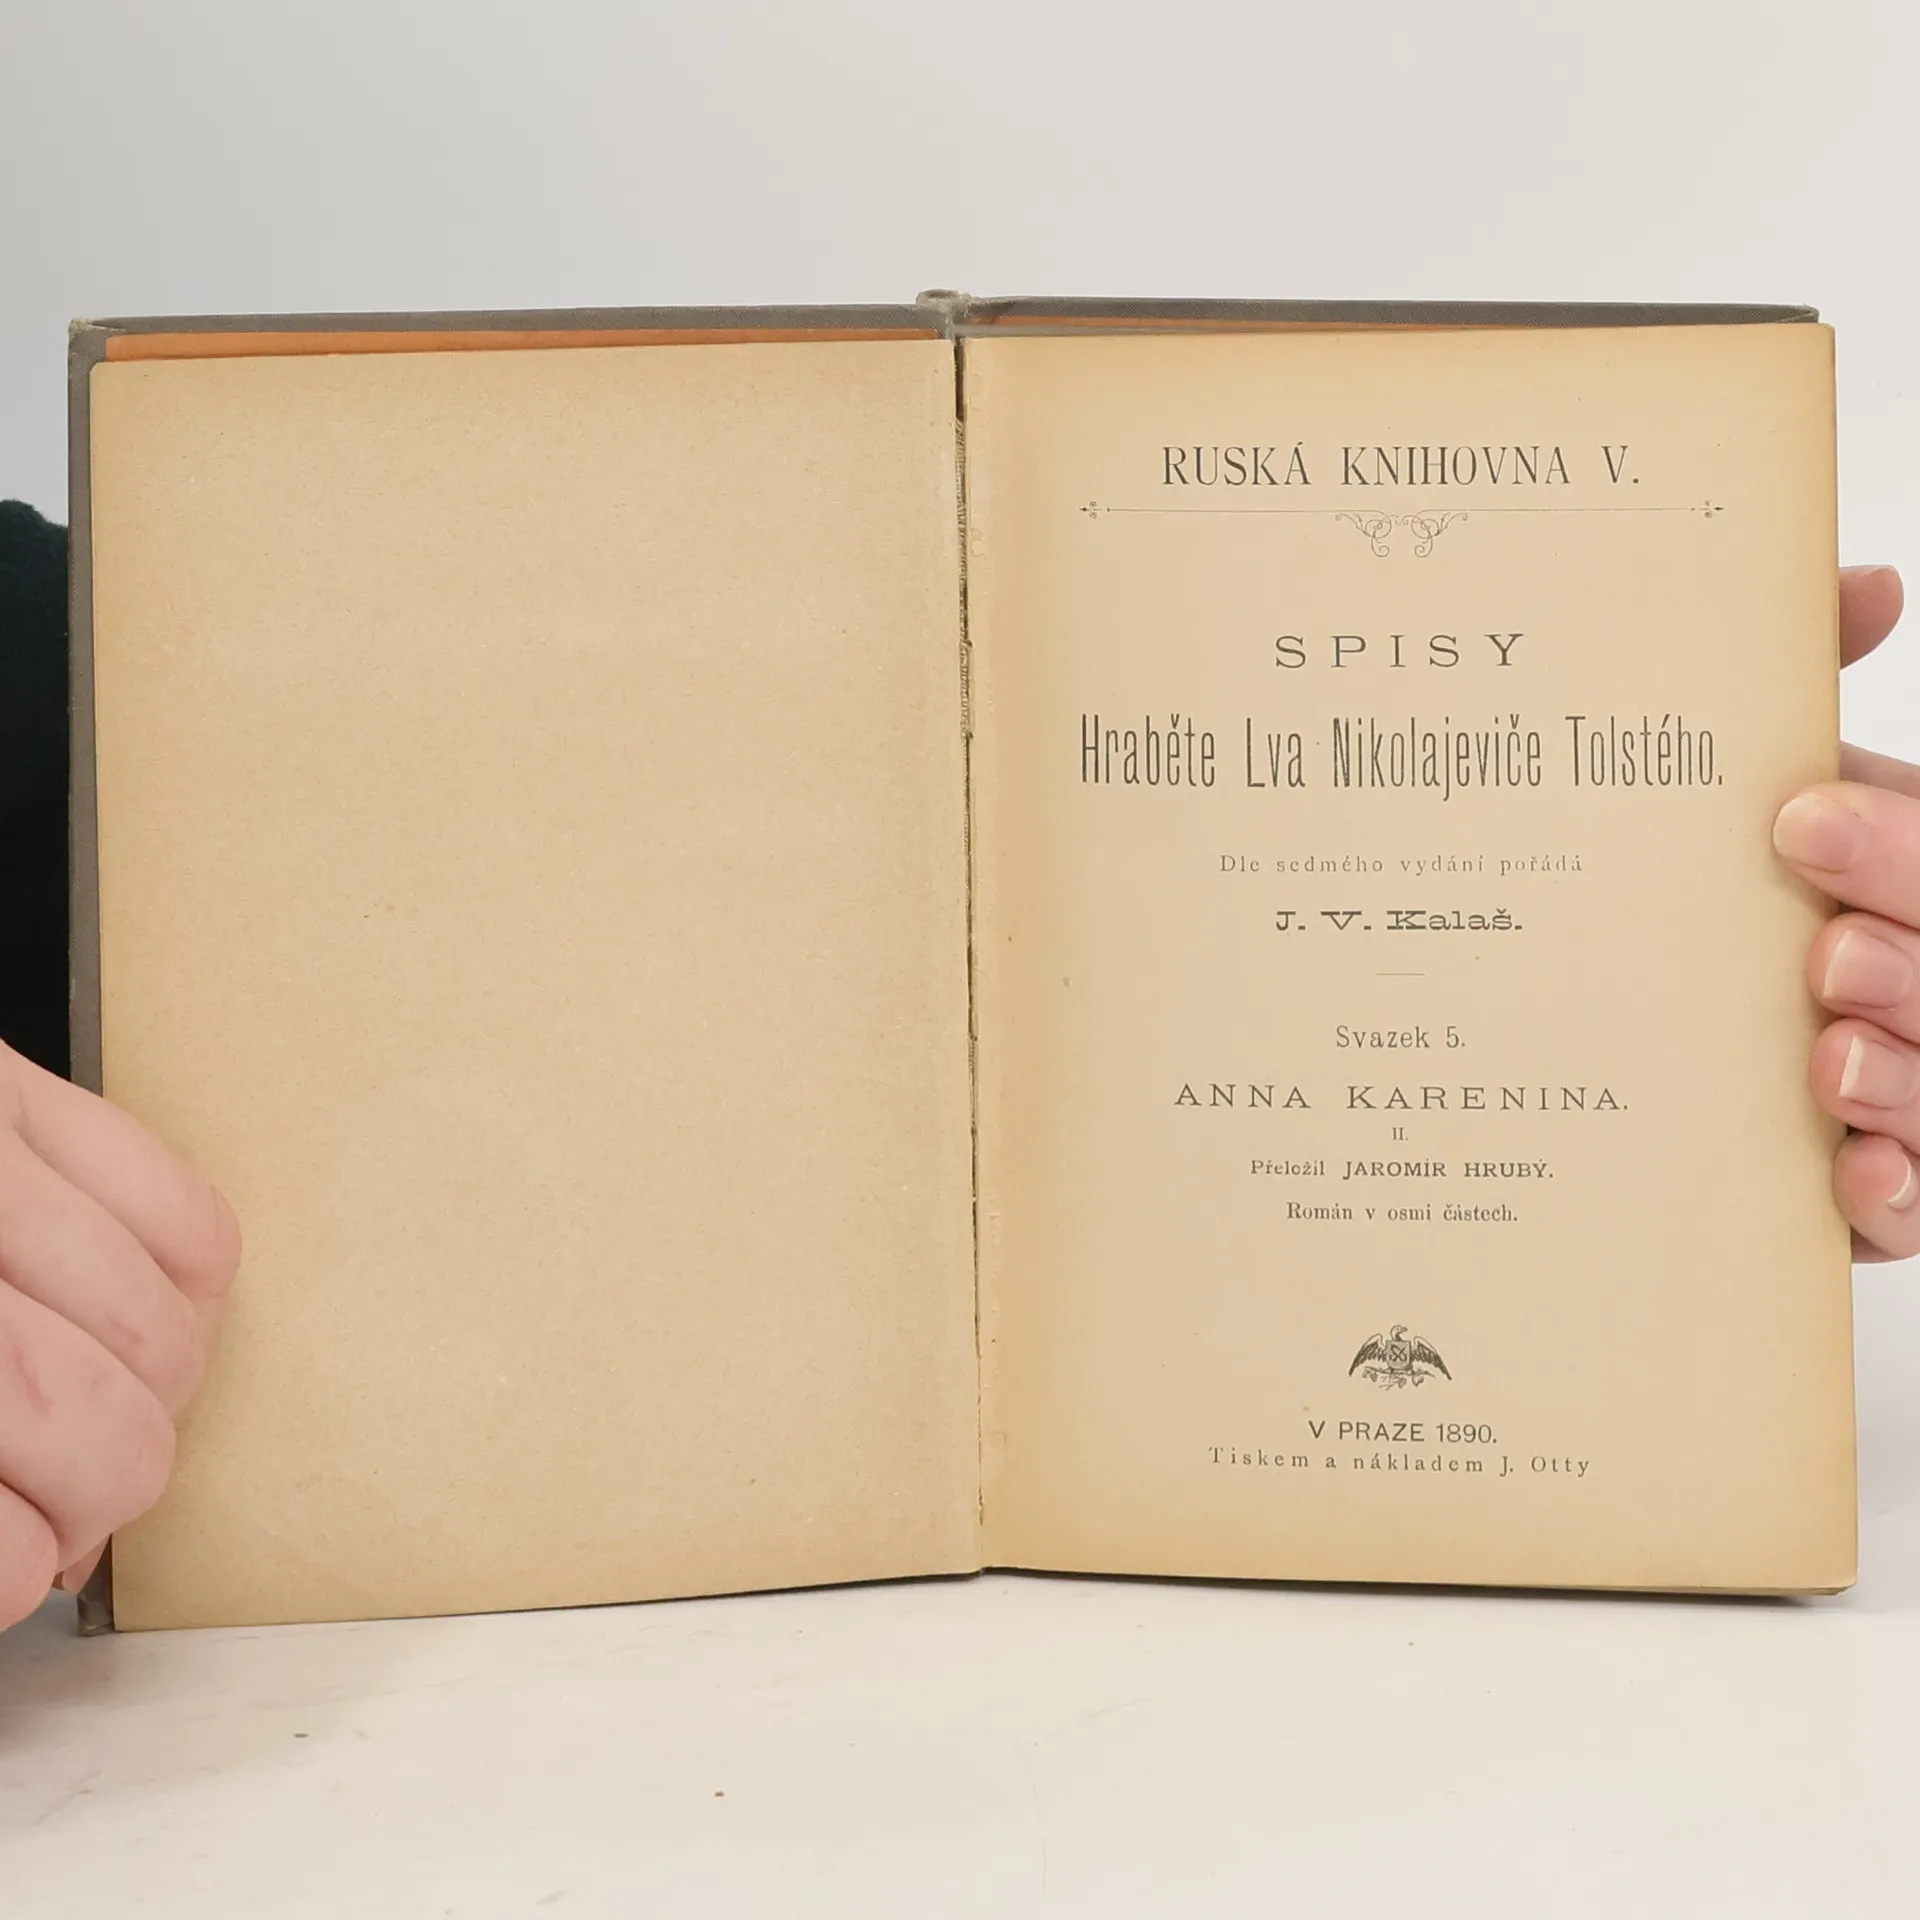 RUSKÁ KNIHOVNA V.
SPISY
Hraběte Lva Nikolajeviče Tolstého.
Dle sedmého vydání pořádá
J. V. Kalaš.
Svazek 5.
ANNA KARENINA.
II.
Přeložil JAROMÍR HRUBÝ.
Román v osmi částech.
V PRAZE 1890.
Tiskem a nákladem J. Otty